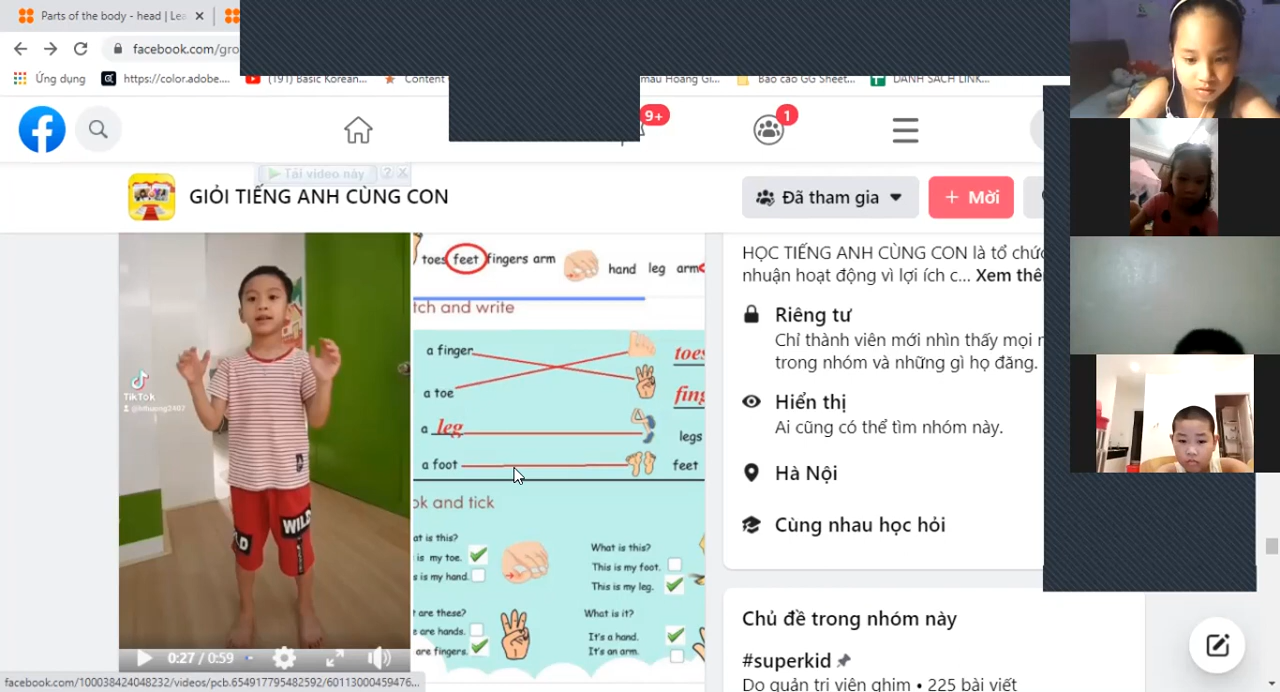 Parts of the body - head | Lea
facebook.com/gro
Ứng dụng
https://color.adobe....
(191) Basic Korean...
Content
mẫu Hoàng Gi...
Báo cáo GG Sheet...
DANH SÁCH LINK...
9+
1
Tải video này
?
X
GIỎI TIẾNG ANH CÙNG CON
Đã tham gia
+ Mời
TikTok
toes feet fingers arm
hand leg arm
tch and write
a finger
toes
a toe
fing
a leg
legs
a foot
feet
ok and tick
at is this?
is my toe.
s is my hand.
What is this?
This is my foot.
This is my leg.
t are these?
e are hands.
are fingers.
What is it?
It's a hand.
It's an arm.
WILD
0:27 / 0:59
HỌC TIẾNG ANH CÙNG CON là tổ chức
nhuận hoạt động vì lợi ích c... Xem thê
Riêng tư
Chỉ thành viên mới nhìn thấy mọi n
trong nhóm và những gì họ đăng.
Hiển thị
Ai cũng có thể tìm nhóm này.
Hà Nội
Cùng nhau học hỏi
Chủ đề trong nhóm này
#superkid
Do quản trị viên ghim • 225 bài viết
facebook.com/100038424048232/videos/pcb.654917795482592/60113000459476...